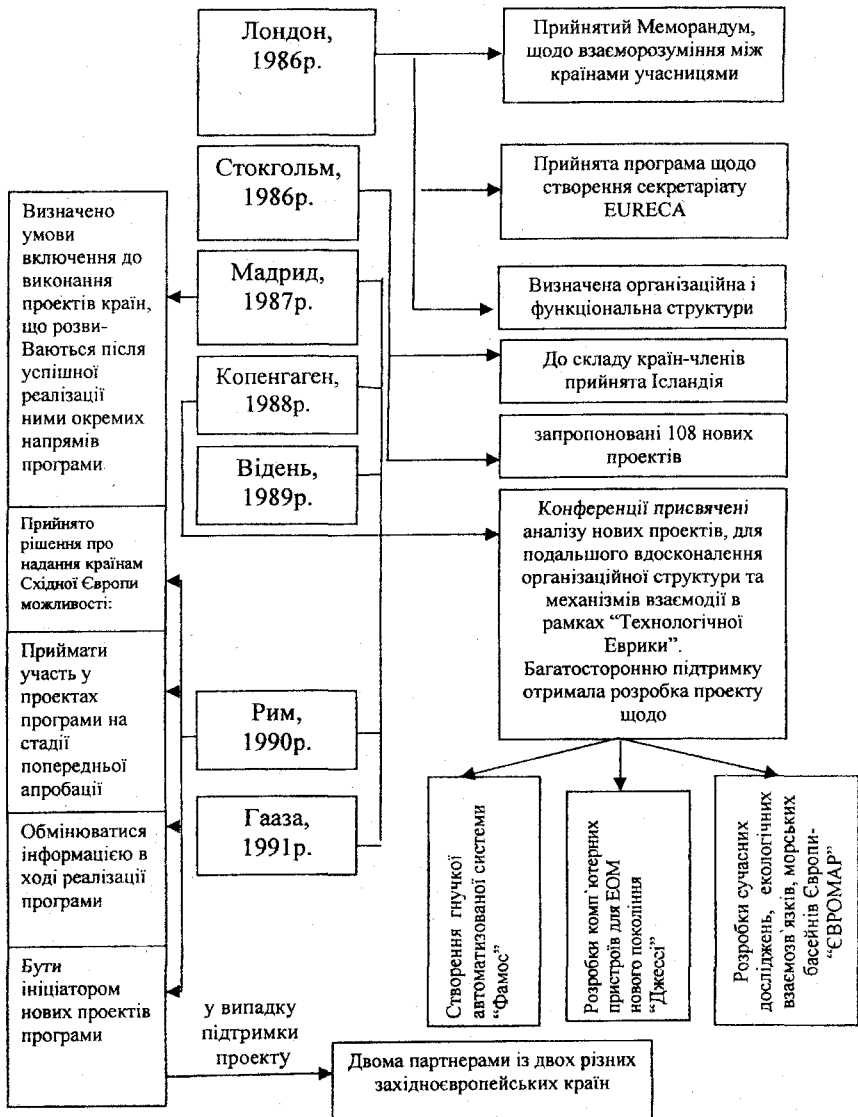 Лондон,
1986р.
Прийнятий Меморандум,
щодо взаєморозуміння між
країнами учасницями
Прийнята програма щодо
створення секретаріату
EURECA
Визначена організаційна і
функціональна структури
Стокгольм,
1986р.
До складу країн-членів
прийнята Ісландія
запропоновані 108 нових
проектів
Мадрид,
1987р.
Визначено
умови
включення до
виконання
проектів країн,
що розви-
Ваються після
успішної
реалізації
ними окремих
напрямів
програми
Копенгаген,
1988р.
Відень,
1989р.
Конференції присвячені
аналізу нових проектів, для
подальшого вдосконалення
організаційної структури та
механізмів взаємодії в
рамках “Технологічної
Еврики”.
Багатосторонню підтримку
отримала розробка проекту
щодо
Створення гнучкої
автоматизованої системи
“Фамос”
Розробки комп`ютерних
пристроїв для ЕОМ
нового покоління
“Джессі”
Розробки сучасних
досліджень, екологічних
взаємозв`язків, морських
басейнів Європи-
“ЄВРОМАР”
Рим,
1990р.
Гааза,
1991р.
Прийнято
рішення про
надання країнам
Східної Європи
можливості:
Приймати
участь у
проектах
програми на
стадії
попередньої
апробації
Обмінюватися
інформацією в
ході реалізації
програми
Бути
ініціатором
нових проектів
програми
у випадку
підтримки
проекту
Двома партнерами із двох різних
західноєвропейських країн